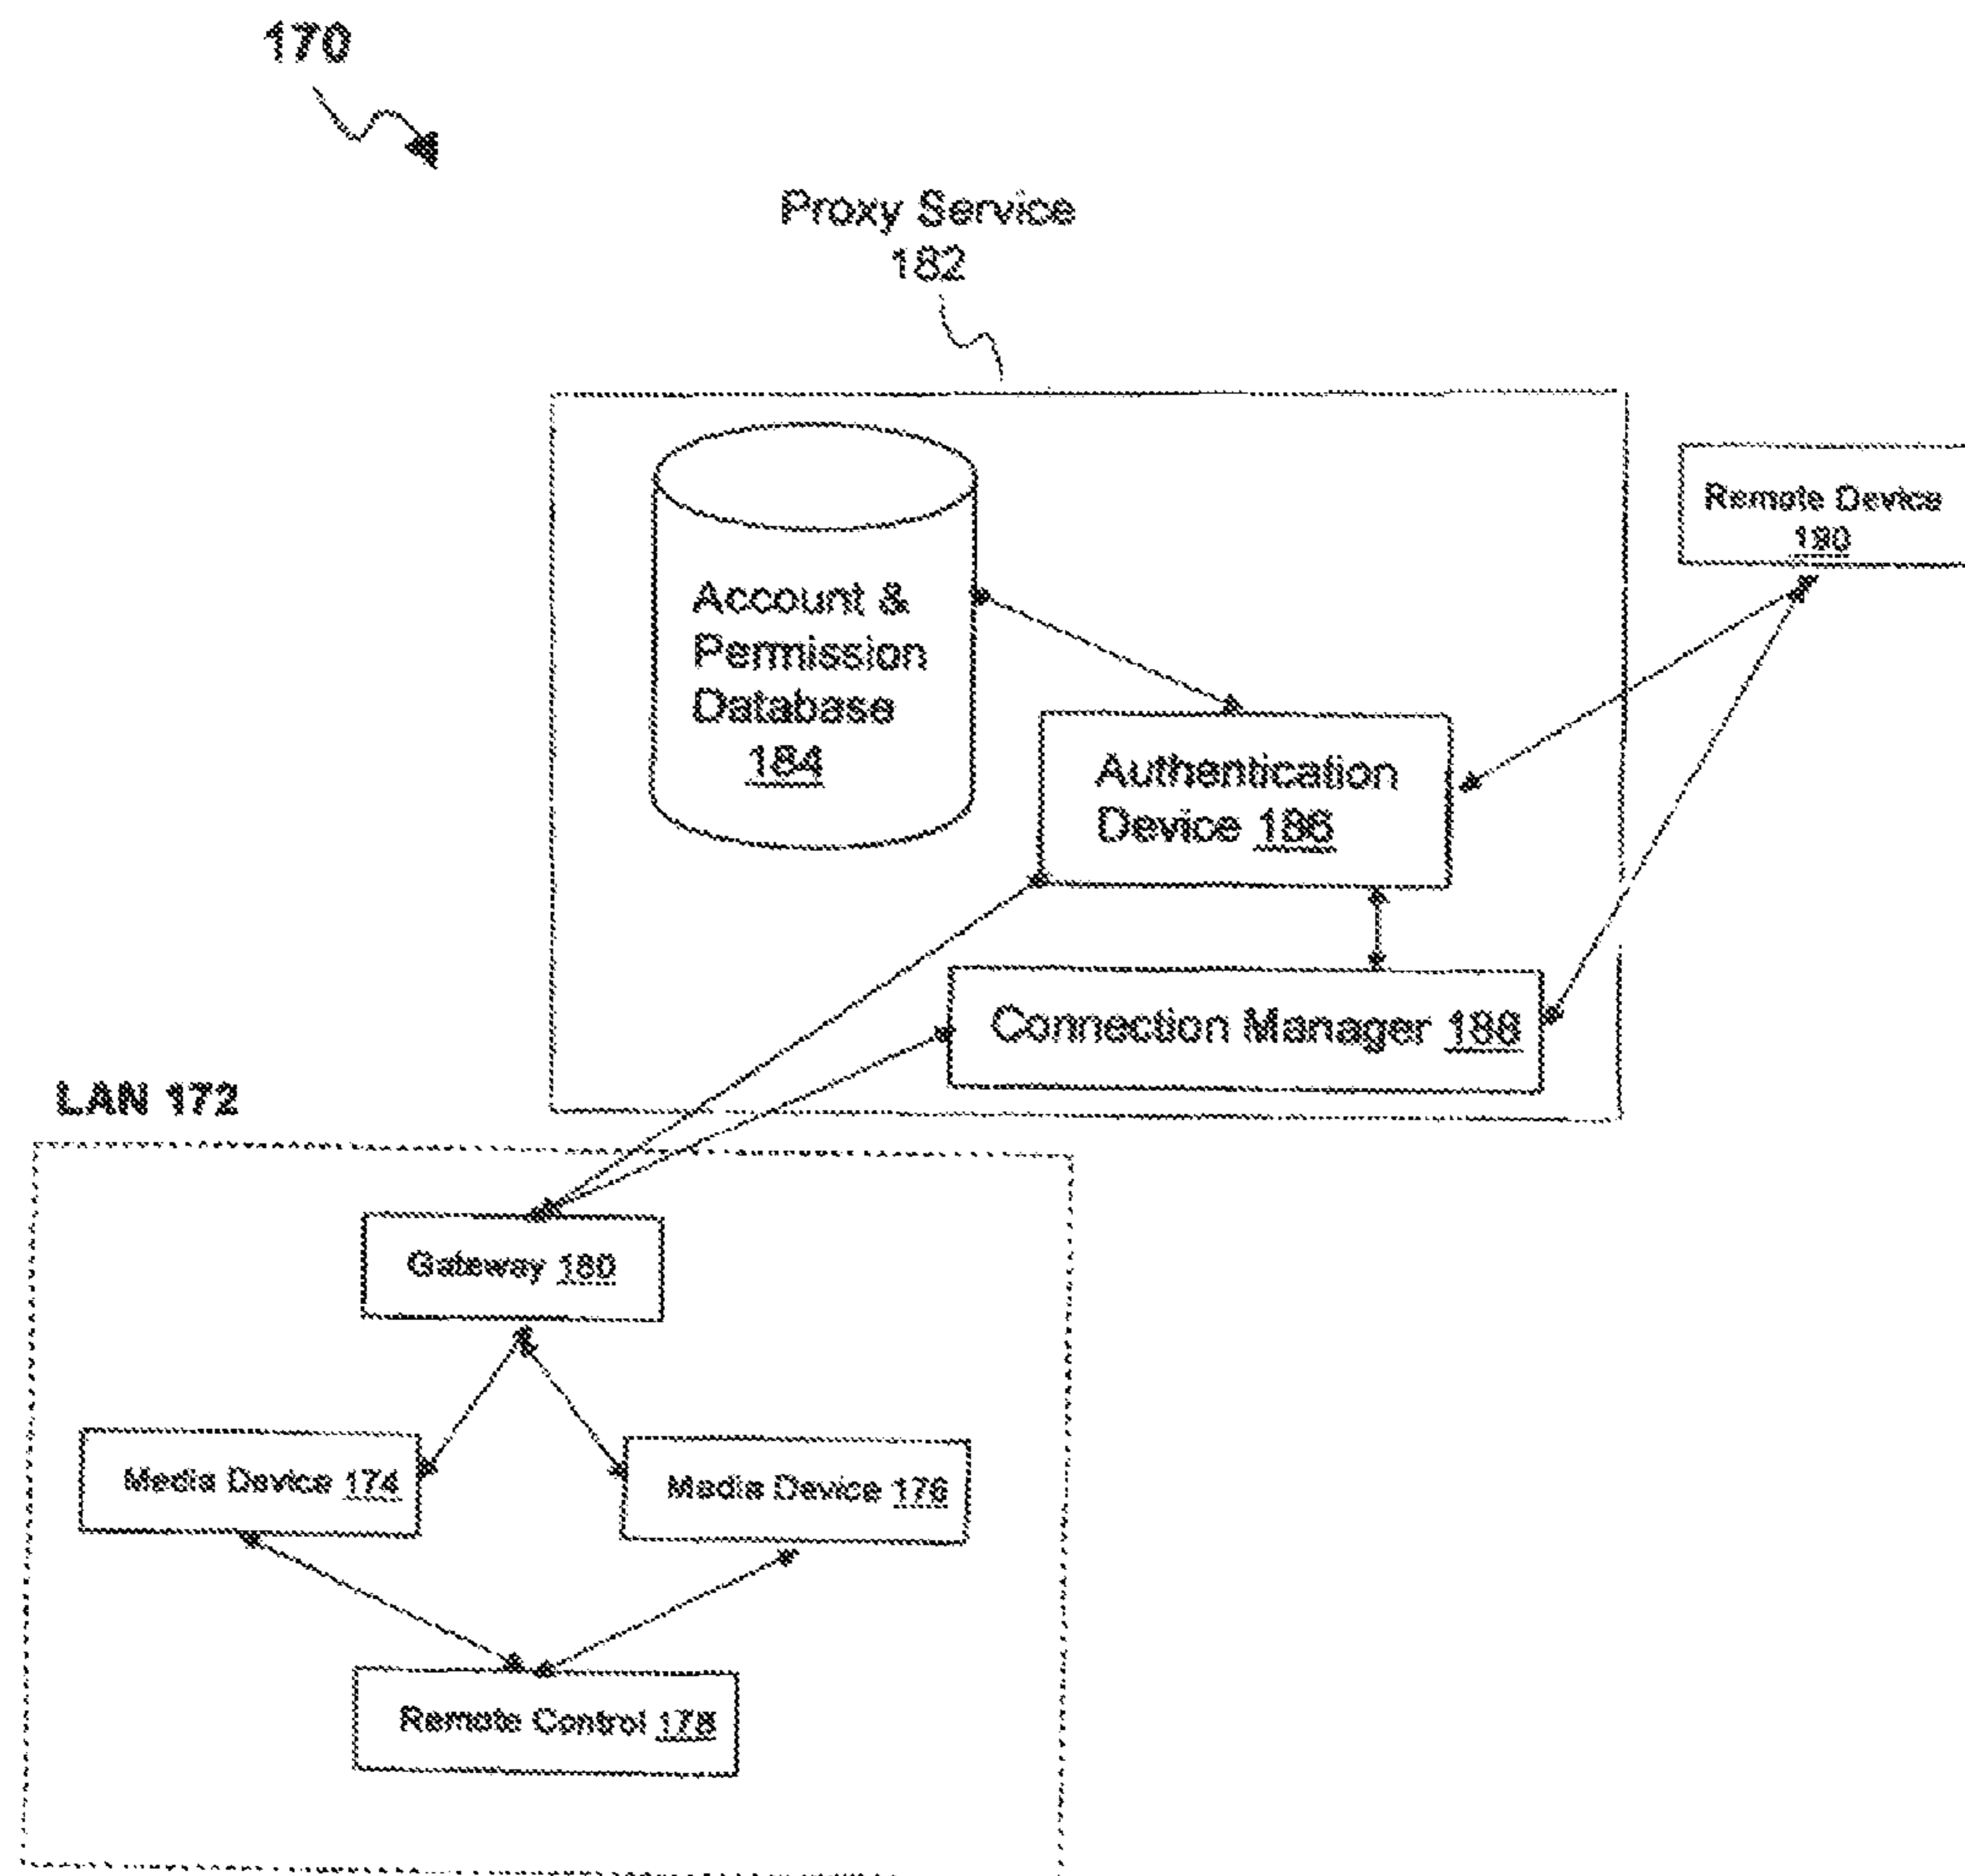 170
Proxy Service
182
Remote Device
190
Account &
Permission
Database
184
Authentication
Device 186
Connection Manager 188
LAN 172
Gateway 180
Media Device 174
Media Device 176
Remote Control 178